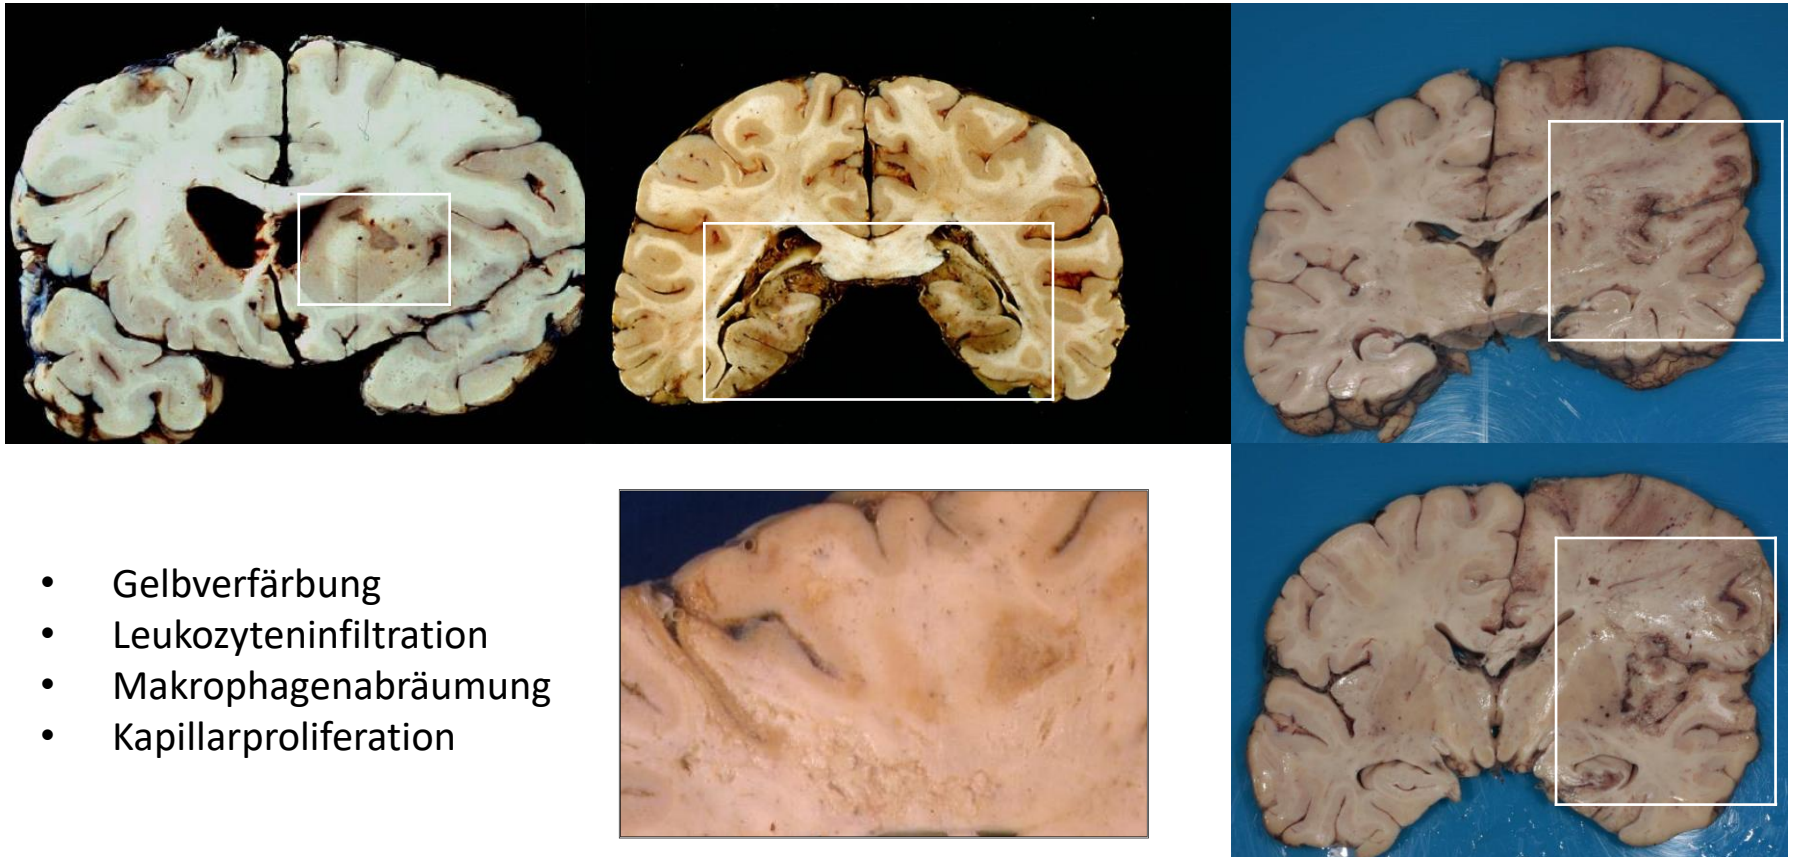 • Gelbverfärbung
• Leukozyteninfiltration
• Makrophagenabräumung
• Kapillarproliferation